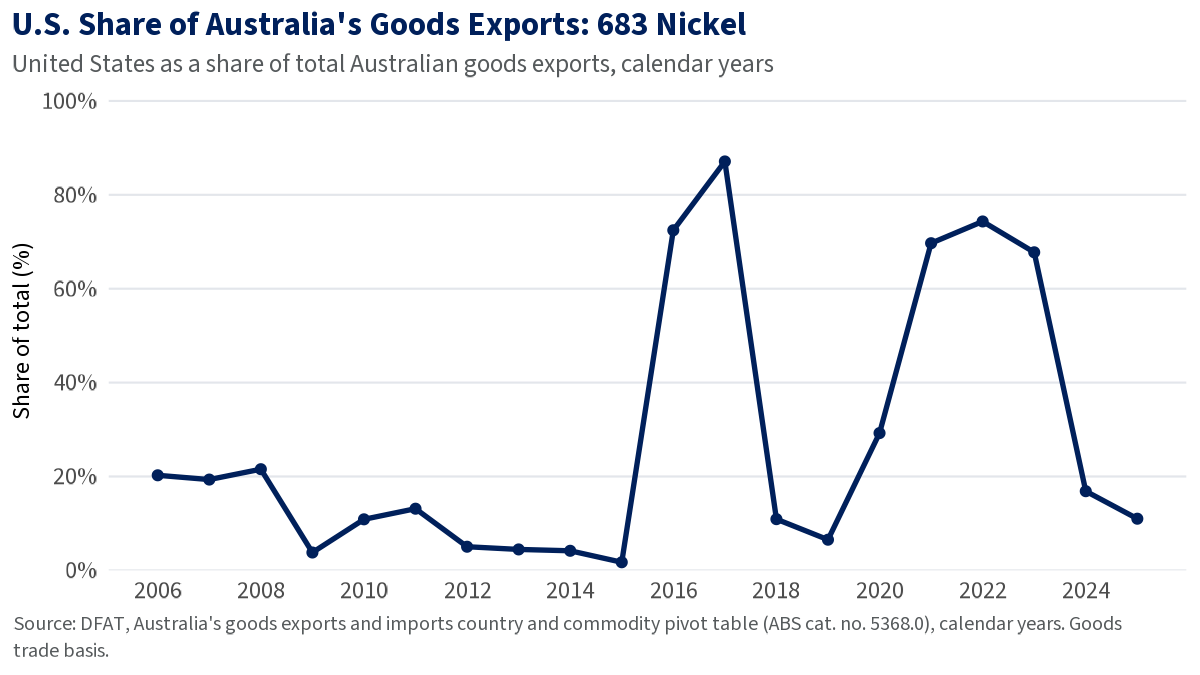 U.S. Share of Australia's Goods Exports: 683 Nickel
United States as a share of total Australian goods exports, calendar years
100%
80%
60%
40%
20%
0%
Share of total (%)
2006 2008 2010 2012 2014 2016 2018 2020 2022 2024
Source: DFAT, Australia's goods exports and imports country and commodity pivot table (ABS cat. no. 5368.0), calendar years. Goods
trade basis.